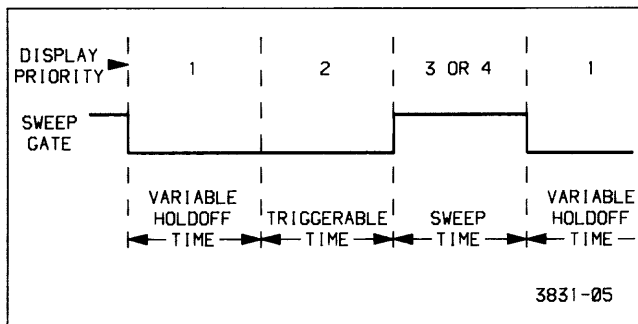 DISPLAY
PRIORITY 1 2 3 OR 4 1
SWEEP
GATE
VARIABLE VARIABLE
HOLDOFF TRIGGERABLE SWEEP HOLDOFF
TIME TIME TIME TIME
3831-05